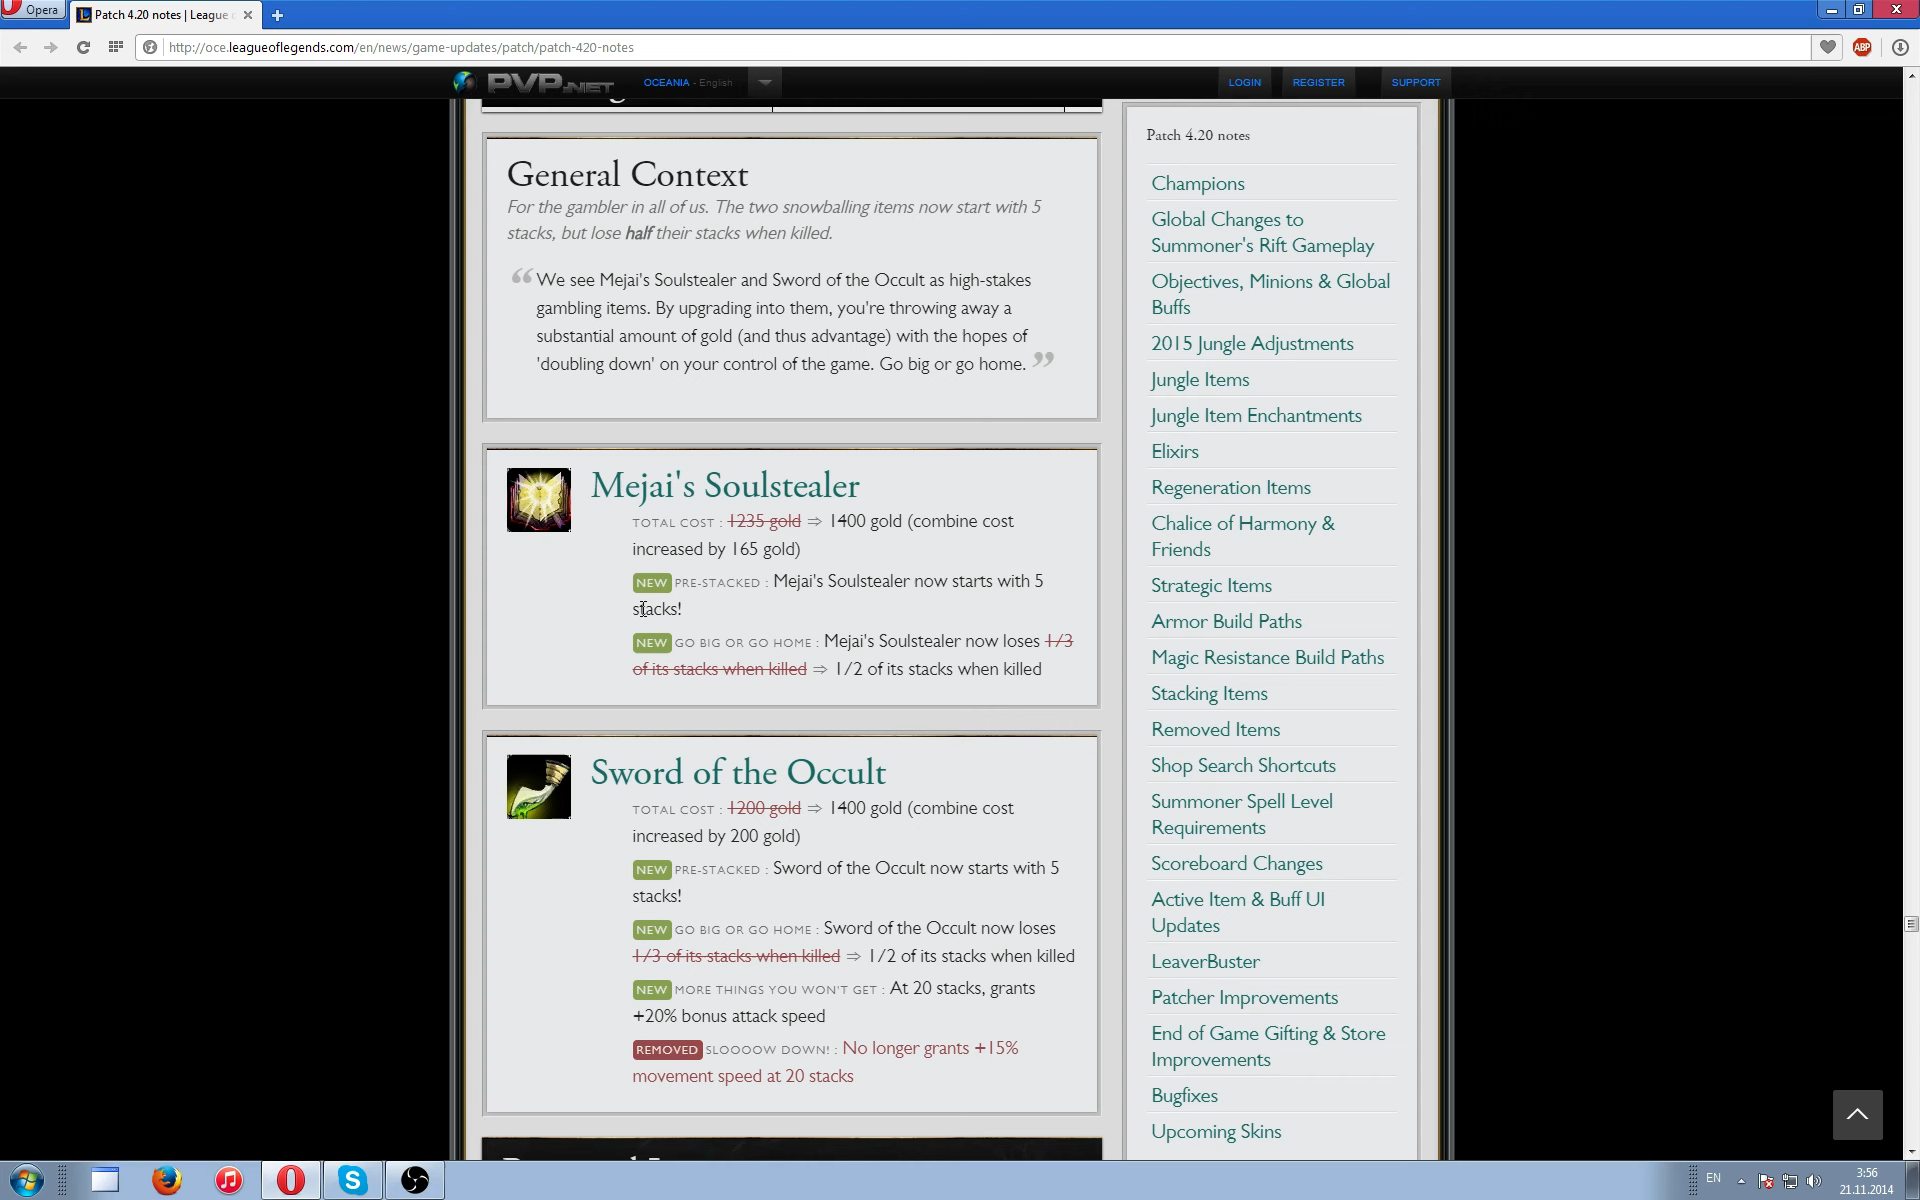 Opera
Patch 4.20 notes | League
http://oce.leagueoflegends.com/en/news/game-updates/patch/patch-420-notes
ABP
PVP.NET
OCEANIA - English
LOGIN
REGISTER
SUPPORT
General Context
For the gambler in all of us. The two snowballing items now start with 5
stacks, but lose half their stacks when killed.
“ We see Mejai's Soulstealer and Sword of the Occult as high-stakes
gambling items. By upgrading into them, you're throwing away a
substantial amount of gold (and thus advantage) with the hopes of
'doubling down' on your control of the game. Go big or go home. ”
Mejai's Soulstealer
TOTAL COST : 1235 gold ⇒ 1400 gold (combine cost
increased by 165 gold)
NEW PRE-STACKED : Mejai's Soulstealer now starts with 5
stacks!
NEW GO BIG OR GO HOME : Mejai's Soulstealer now loses 1/3
of its stacks when killed ⇒ 1/2 of its stacks when killed
Sword of the Occult
TOTAL COST : 1200 gold ⇒ 1400 gold (combine cost
increased by 200 gold)
NEW PRE-STACKED : Sword of the Occult now starts with 5
stacks!
NEW GO BIG OR GO HOME : Sword of the Occult now loses
1/3 of its stacks when killed ⇒ 1/2 of its stacks when killed
NEW MORE THINGS YOU WON'T GET : At 20 stacks, grants
+20% bonus attack speed
REMOVED SLOOOOW DOWN! : No longer grants +15%
movement speed at 20 stacks
Patch 4.20 notes
Champions
Global Changes to
Summoner's Rift Gameplay
Objectives, Minions & Global
Buffs
2015 Jungle Adjustments
Jungle Items
Jungle Item Enchantments
Elixirs
Regeneration Items
Chalice of Harmony &
Friends
Strategic Items
Armor Build Paths
Magic Resistance Build Paths
Stacking Items
Removed Items
Shop Search Shortcuts
Summoner Spell Level
Requirements
Scoreboard Changes
Active Item & Buff UI
Updates
LeaverBuster
Patcher Improvements
End of Game Gifting & Store
Improvements
Bugfixes
Upcoming Skins
EN
3:56
21.11.2014